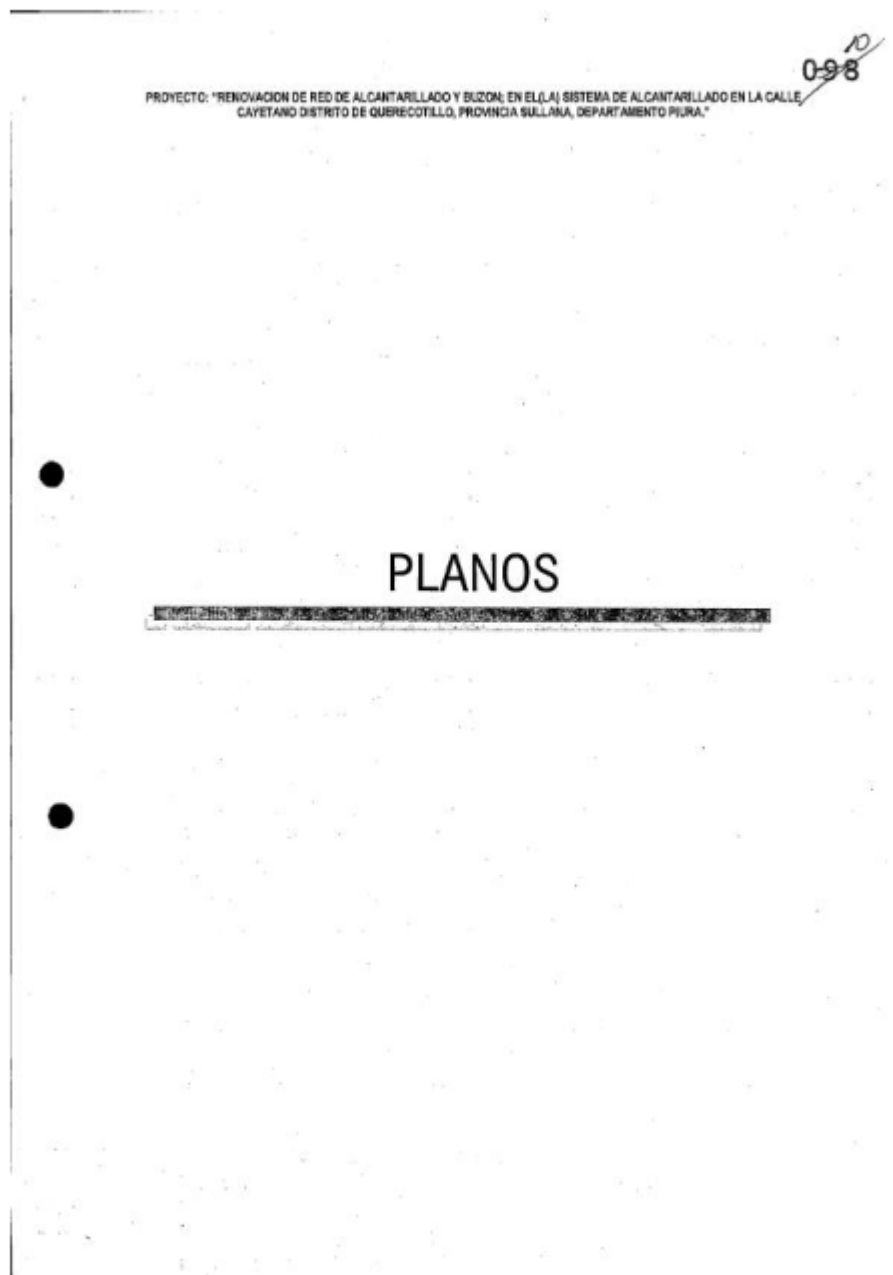 10
098
PROYECTO: "RENOVACION DE RED DE ALCANTARILLADO Y BUZON; EN EL(LA) SISTEMA DE ALCANTARILLADO EN LA CALLE
CAYETANO DISTRITO DE QUERECOTILLO, PROVINCIA SULLANA, DEPARTAMENTO PIURA."
PLANOS